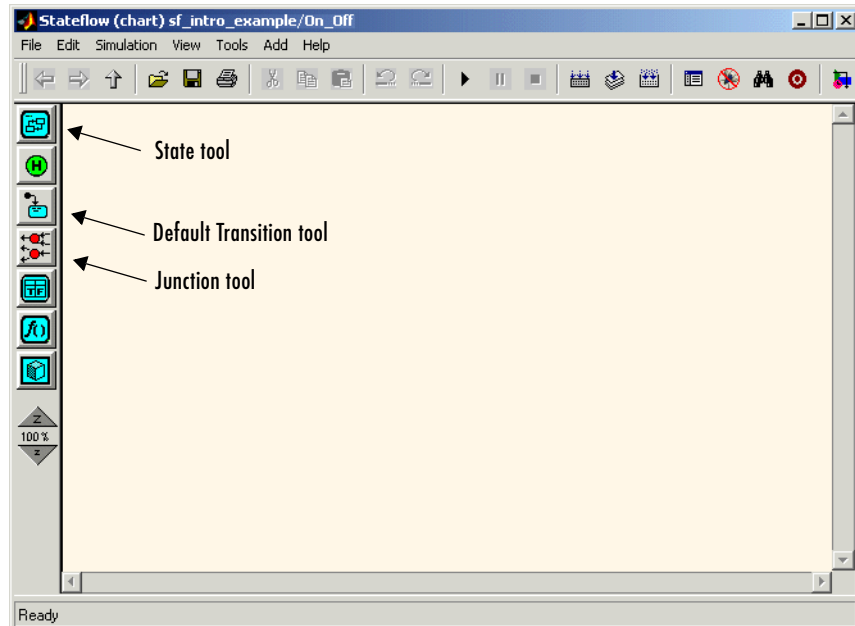 Stateflow (chart) sf_intro_example/On_Off
File Edit Simulation View Tools Add Help
State tool
H
Default Transition tool
Junction tool
T F
f()
Z
100 %
Z
Ready